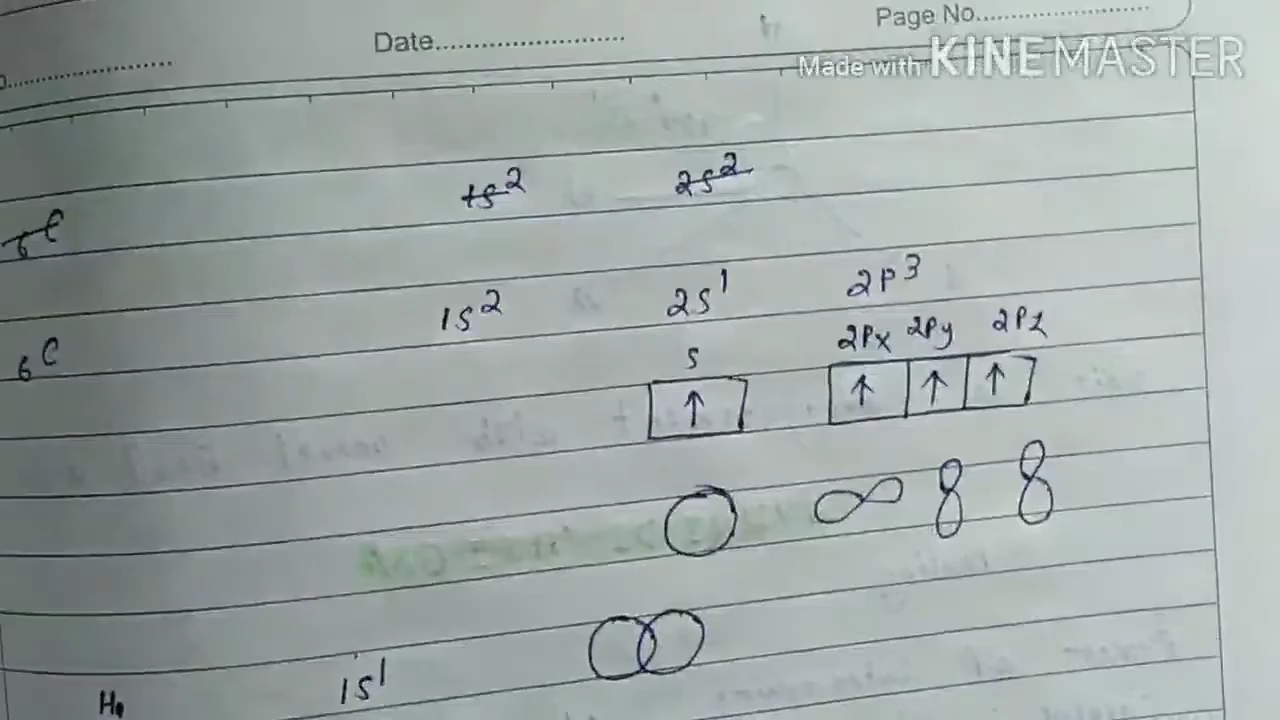 Date........................ Page No.........................
Made with KINEMASTER
1s² 2s²
₆C
1s² 2s¹ 2p³
₆C
s 2Px 2Py 2Pz
↑ ↑ ↑ ↑
H 1s¹